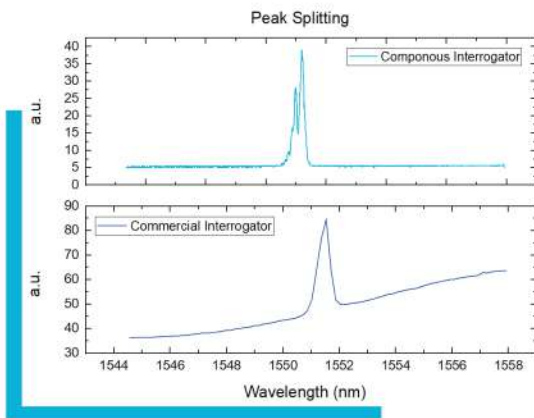 Peak Splitting
40
35
30
25
20
15
10
5
0
a.u.
Componous Interrogator
90
80
70
60
50
40
30
a.u.
Commercial Interrogator
1544 1546 1548 1550 1552 1554 1556 1558
Wavelength (nm)